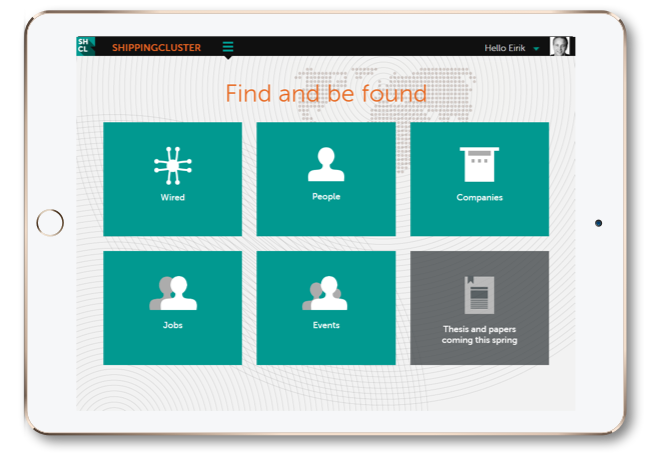 SH
CL
SHIPPINGCLUSTER
Hello Eirik
Find and be found
Wired
People
Companies
Jobs
Events
Thesis and papers
coming this spring